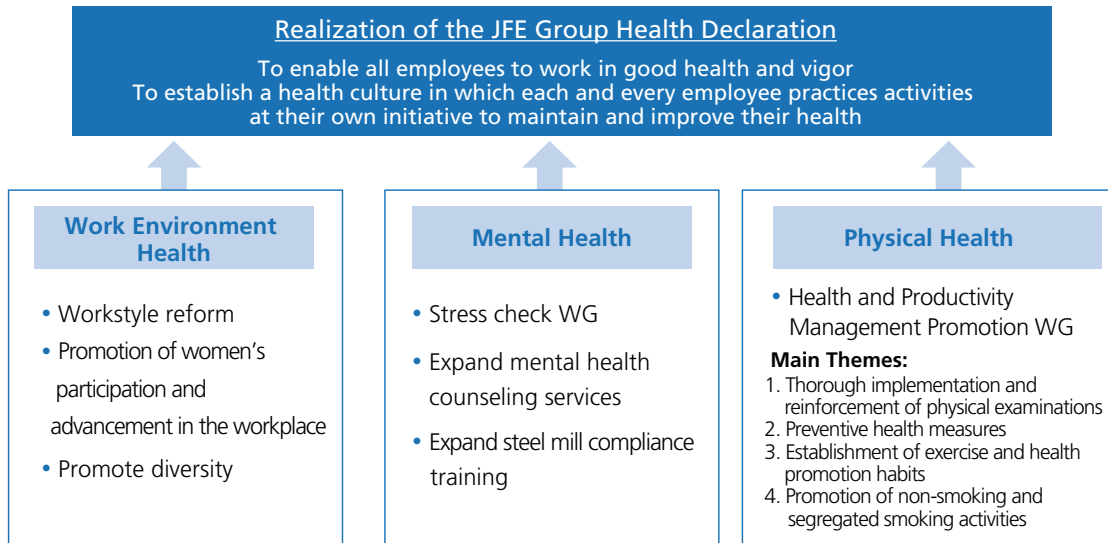 Realization of the JFE Group Health Declaration
To enable all employees to work in good health and vigor
To establish a health culture in which each and every employee practices activities
at their own initiative to maintain and improve their health
Work Environment
Health
• Workstyle reform
• Promotion of women's
participation and
advancement in the workplace
• Promote diversity
Mental Health
• Stress check WG
• Expand mental health
counseling services
• Expand steel mill compliance
training
Physical Health
• Health and Productivity
Management Promotion WG
Main Themes:
1. Thorough implementation and
reinforcement of physical examinations
2. Preventive health measures
3. Establishment of exercise and health
promotion habits
4. Promotion of non-smoking and
segregated smoking activities